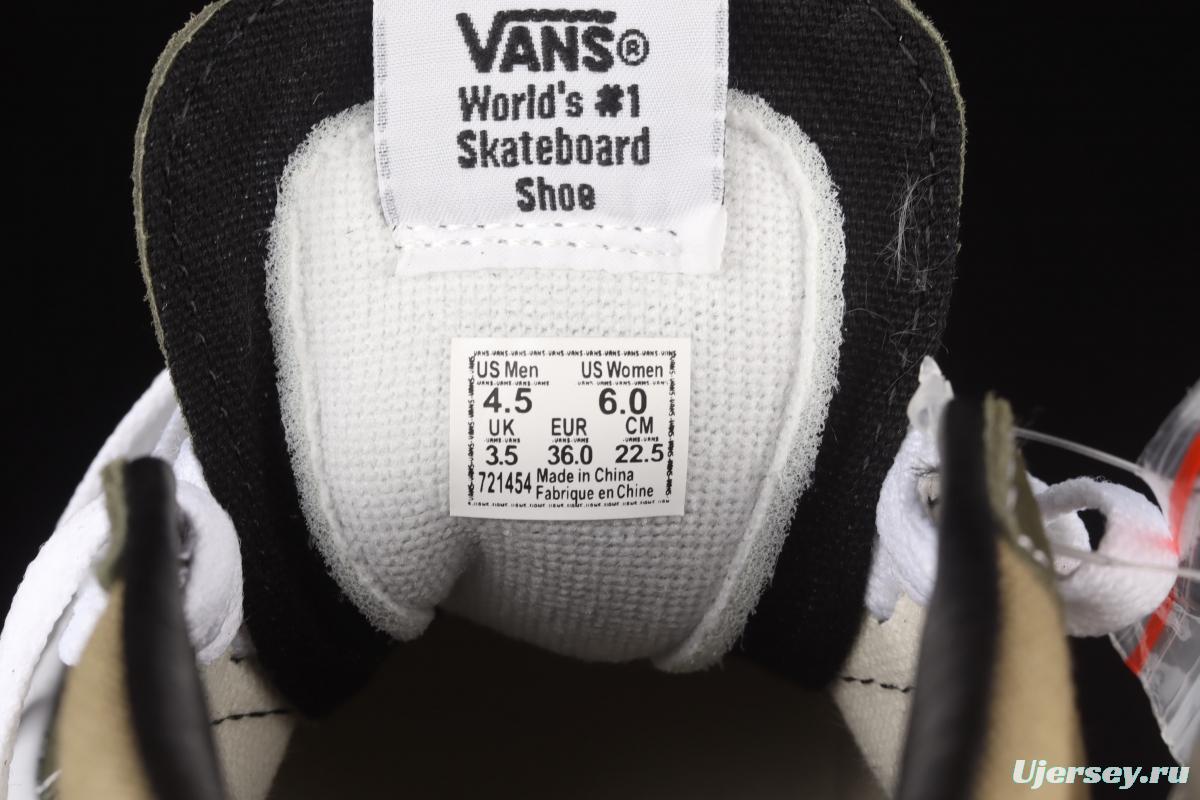 VANS®
World's #1
Skateboard
Shoe
US Men US Women
4.5 6.0
UK EUR CM
3.5 36.0 22.5
721454 Made in China
Fabrique en Chine
Ujersey.ru